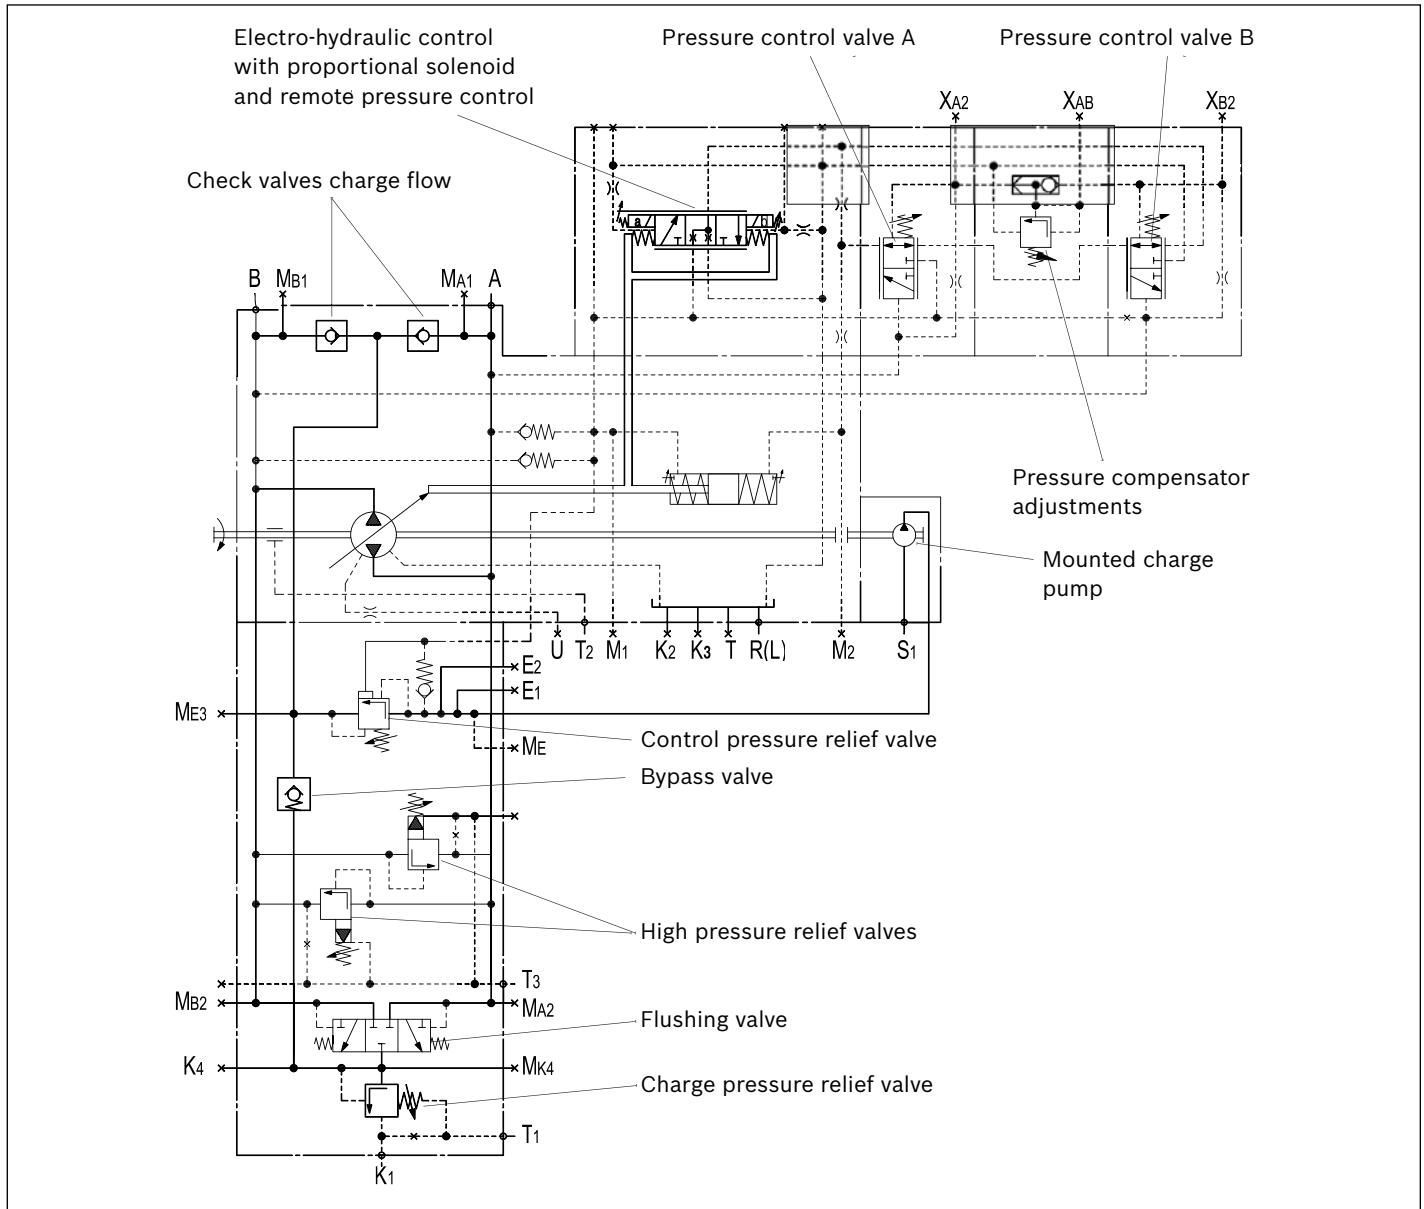 Electro-hydraulic control
with proportional solenoid
and remote pressure control
Pressure control valve A
Pressure control valve B
XA2
XAB
XB2
Check valves charge flow
a
b
B
MB1
MA1
A
Pressure compensator
adjustments
Mounted charge
pump
U
T2
M1
K2
K3
T
R(L)
M2
S1
E2
E1
ME3
Control pressure relief valve
ME
Bypass valve
High pressure relief valves
T3
MB2
MA2
Flushing valve
K4
MK4
Charge pressure relief valve
T1
K1